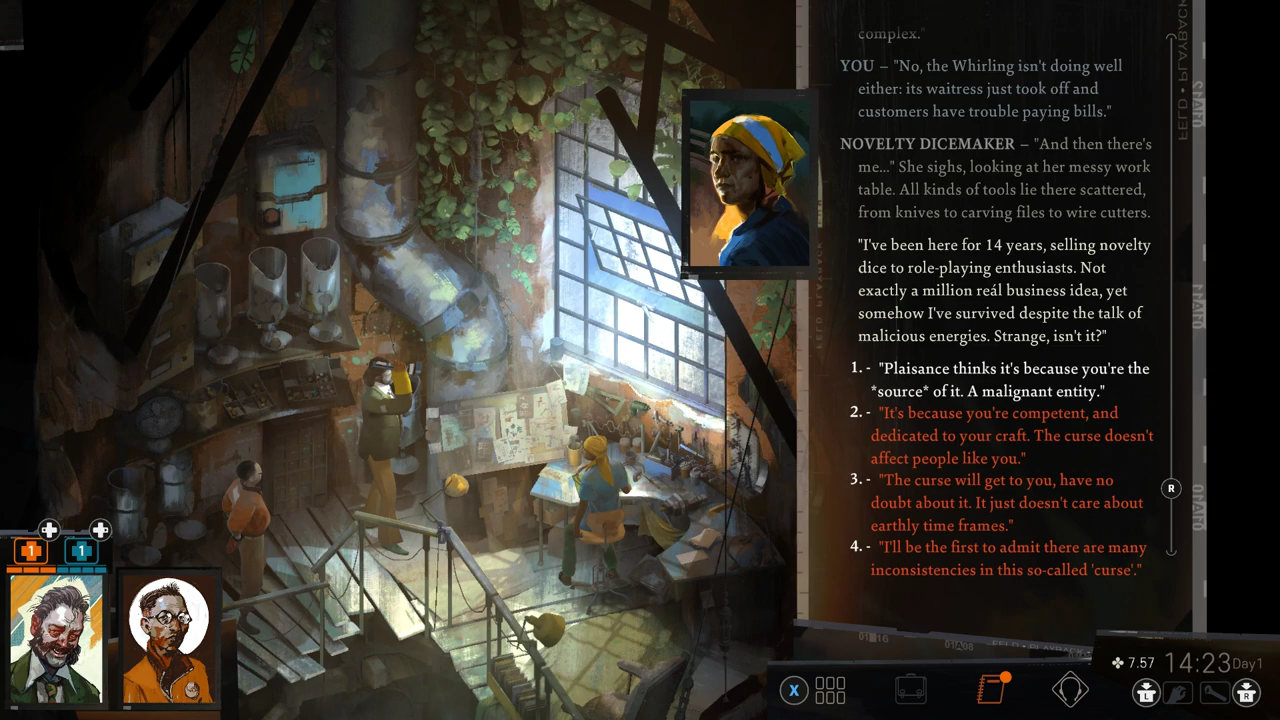 complex."
YOU – "No, the Whirling isn't doing well
either: its waitress just took off and
customers have trouble paying bills."
NOVELTY DICEMAKER – "And then there's
me..." She sighs, looking at her messy work
table. All kinds of tools lie there scattered,
from knives to carving files to wire cutters.
"I've been here for 14 years, selling novelty
dice to role-playing enthusiasts. Not
exactly a million reál business idea, yet
somehow I've survived despite the talk of
malicious energies. Strange, isn't it?"
1. - "Plaisance thinks it's because you're the
*source* of it. A malignant entity."
2. - "It's because you're competent, and
dedicated to your craft. The curse doesn't
affect people like you."
3. - "The curse will get to you, have no
doubt about it. It just doesn't care about
earthly time frames."
4. - "I'll be the first to admit there are many
inconsistencies in this so-called 'curse'."
FELD • PLAYBACK
R
1
1
X
7.57
14:23 Day 1
L
R